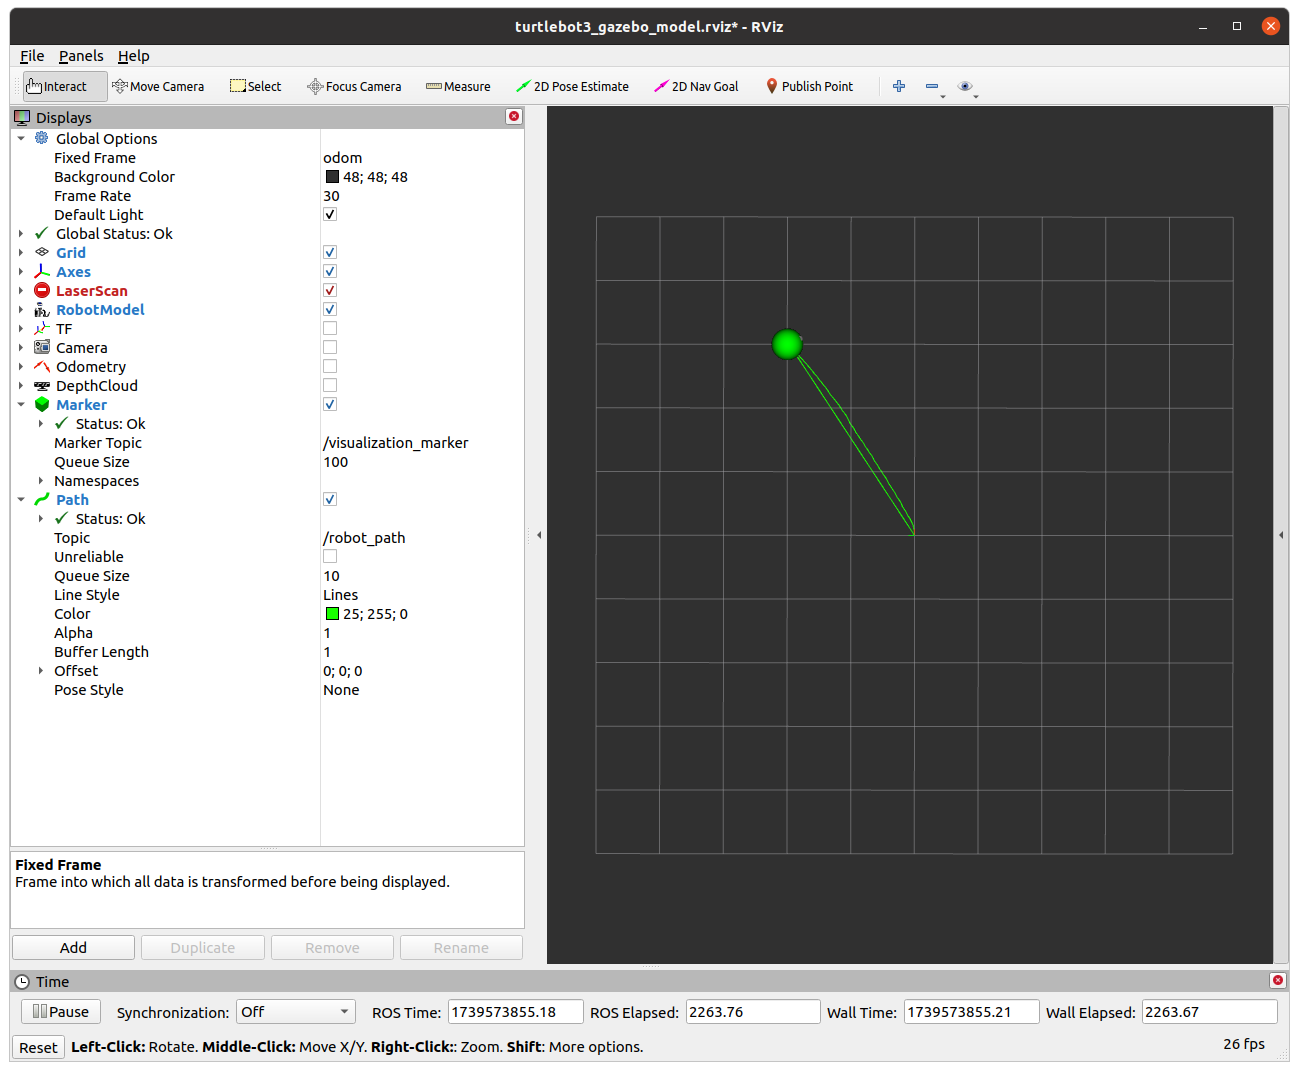 turtlebot3_gazebo_model.rviz* - RViz
File Panels Help
Interact Move Camera Select Focus Camera Measure 2D Pose Estimate 2D Nav Goal Publish Point
Displays
Global Options
Fixed Frame odom
Background Color 48; 48; 48
Frame Rate 30
Default Light
Global Status: Ok
Grid
Axes
LaserScan
RobotModel
TF
Camera
Odometry
DepthCloud
Marker
Status: Ok
Marker Topic /visualization_marker
Queue Size 100
Namespaces
Path
Status: Ok
Topic /robot_path
Unreliable
Queue Size 10
Line Style Lines
Color 25; 255; 0
Alpha 1
Buffer Length 1
Offset 0; 0; 0
Pose Style None
Fixed Frame
Frame into which all data is transformed before being displayed.
Add Duplicate Remove Rename
Time
Pause Synchronization: Off ROS Time: 1739573855.18 ROS Elapsed: 2263.76 Wall Time: 1739573855.21 Wall Elapsed: 2263.67
Reset Left-Click: Rotate. Middle-Click: Move X/Y. Right-Click:: Zoom. Shift: More options. 26 fps